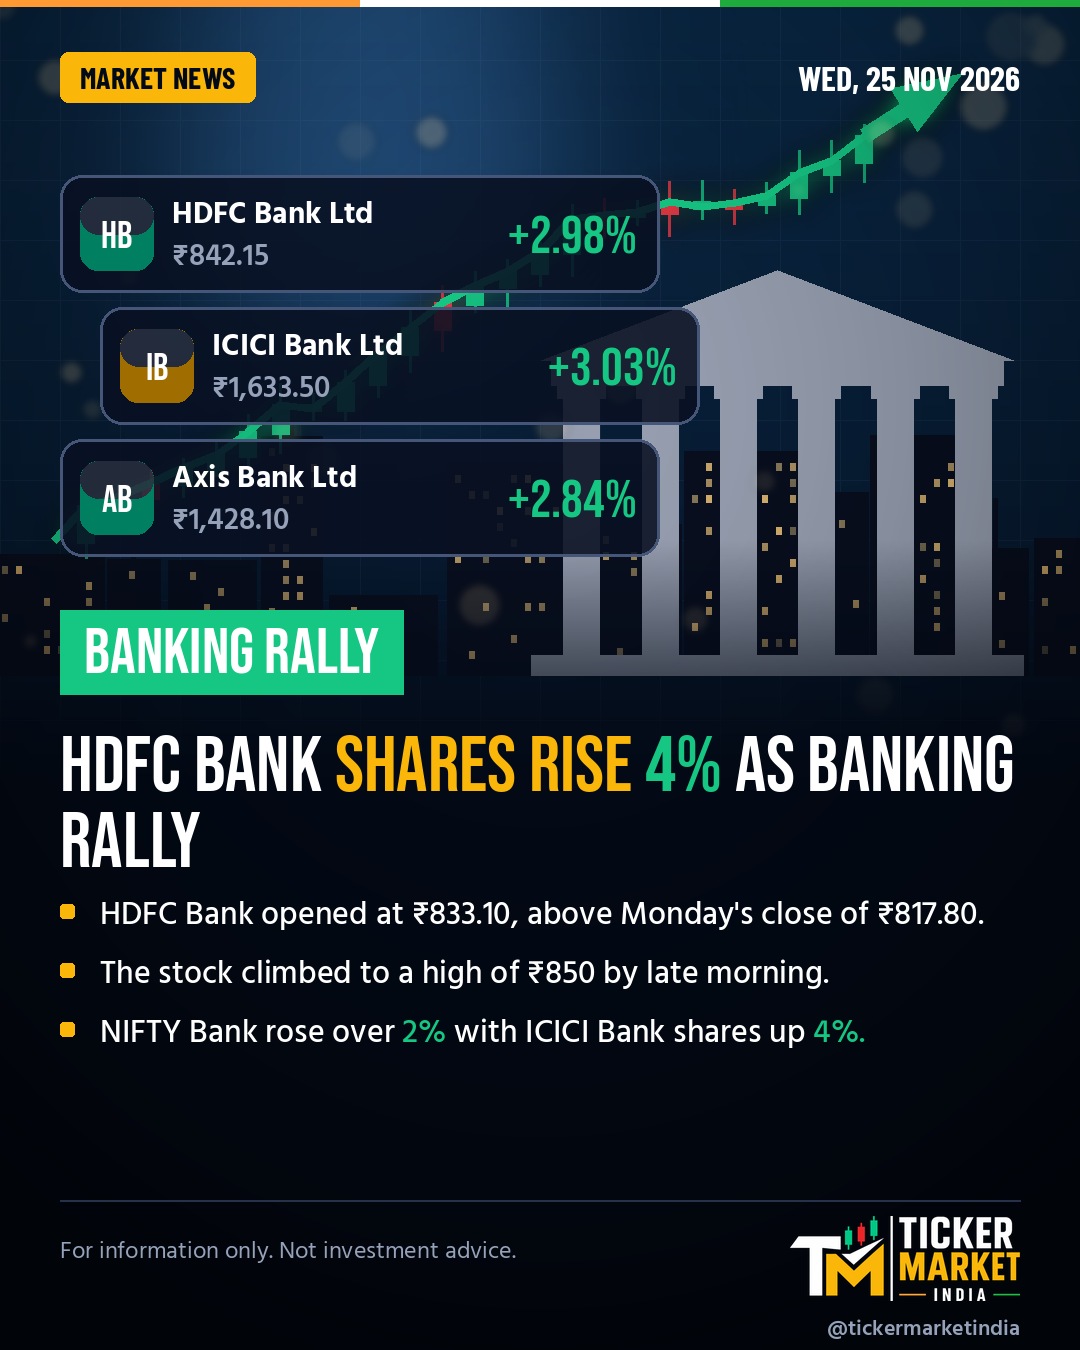 MARKET NEWS
WED, 25 NOV 2026
HB
HDFC Bank Ltd
₹842.15
+2.98%
IB
ICICI Bank Ltd
₹1,633.50
+3.03%
AB
Axis Bank Ltd
₹1,428.10
+2.84%
BANKING RALLY
HDFC BANK SHARES RISE 4% AS BANKING
RALLY
HDFC Bank opened at ₹833.10, above Monday's close of ₹817.80.
The stock climbed to a high of ₹850 by late morning.
NIFTY Bank rose over 2% with ICICI Bank shares up 4%.
For information only. Not investment advice.
TM
TICKER
MARKET
INDIA
@tickermarketindia